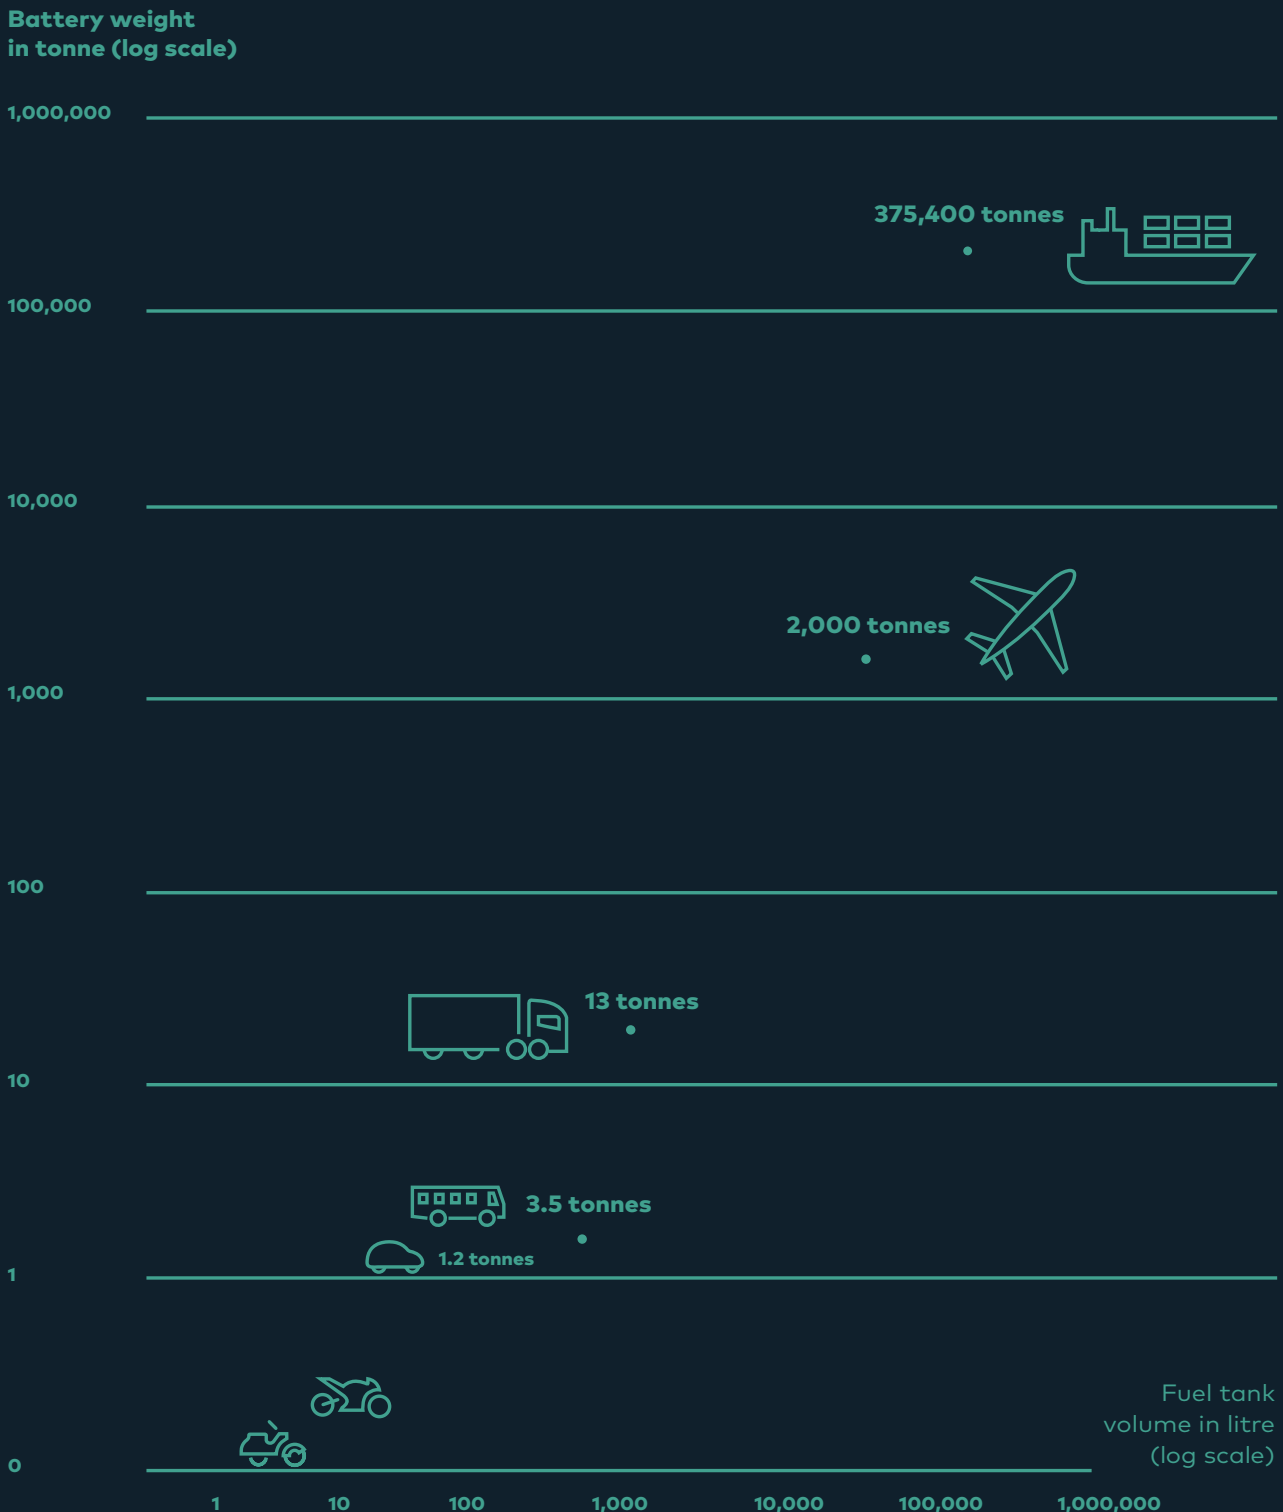 Battery weight
in tonne (log scale)
1,000,000
375,400 tonnes
100,000
10,000
2,000 tonnes
1,000
100
13 tonnes
10
3.5 tonnes
1.2 tonnes
1
Fuel tank
volume in litre
(log scale)
0
1 10 100 1,000 10,000 100,000 1,0000,000